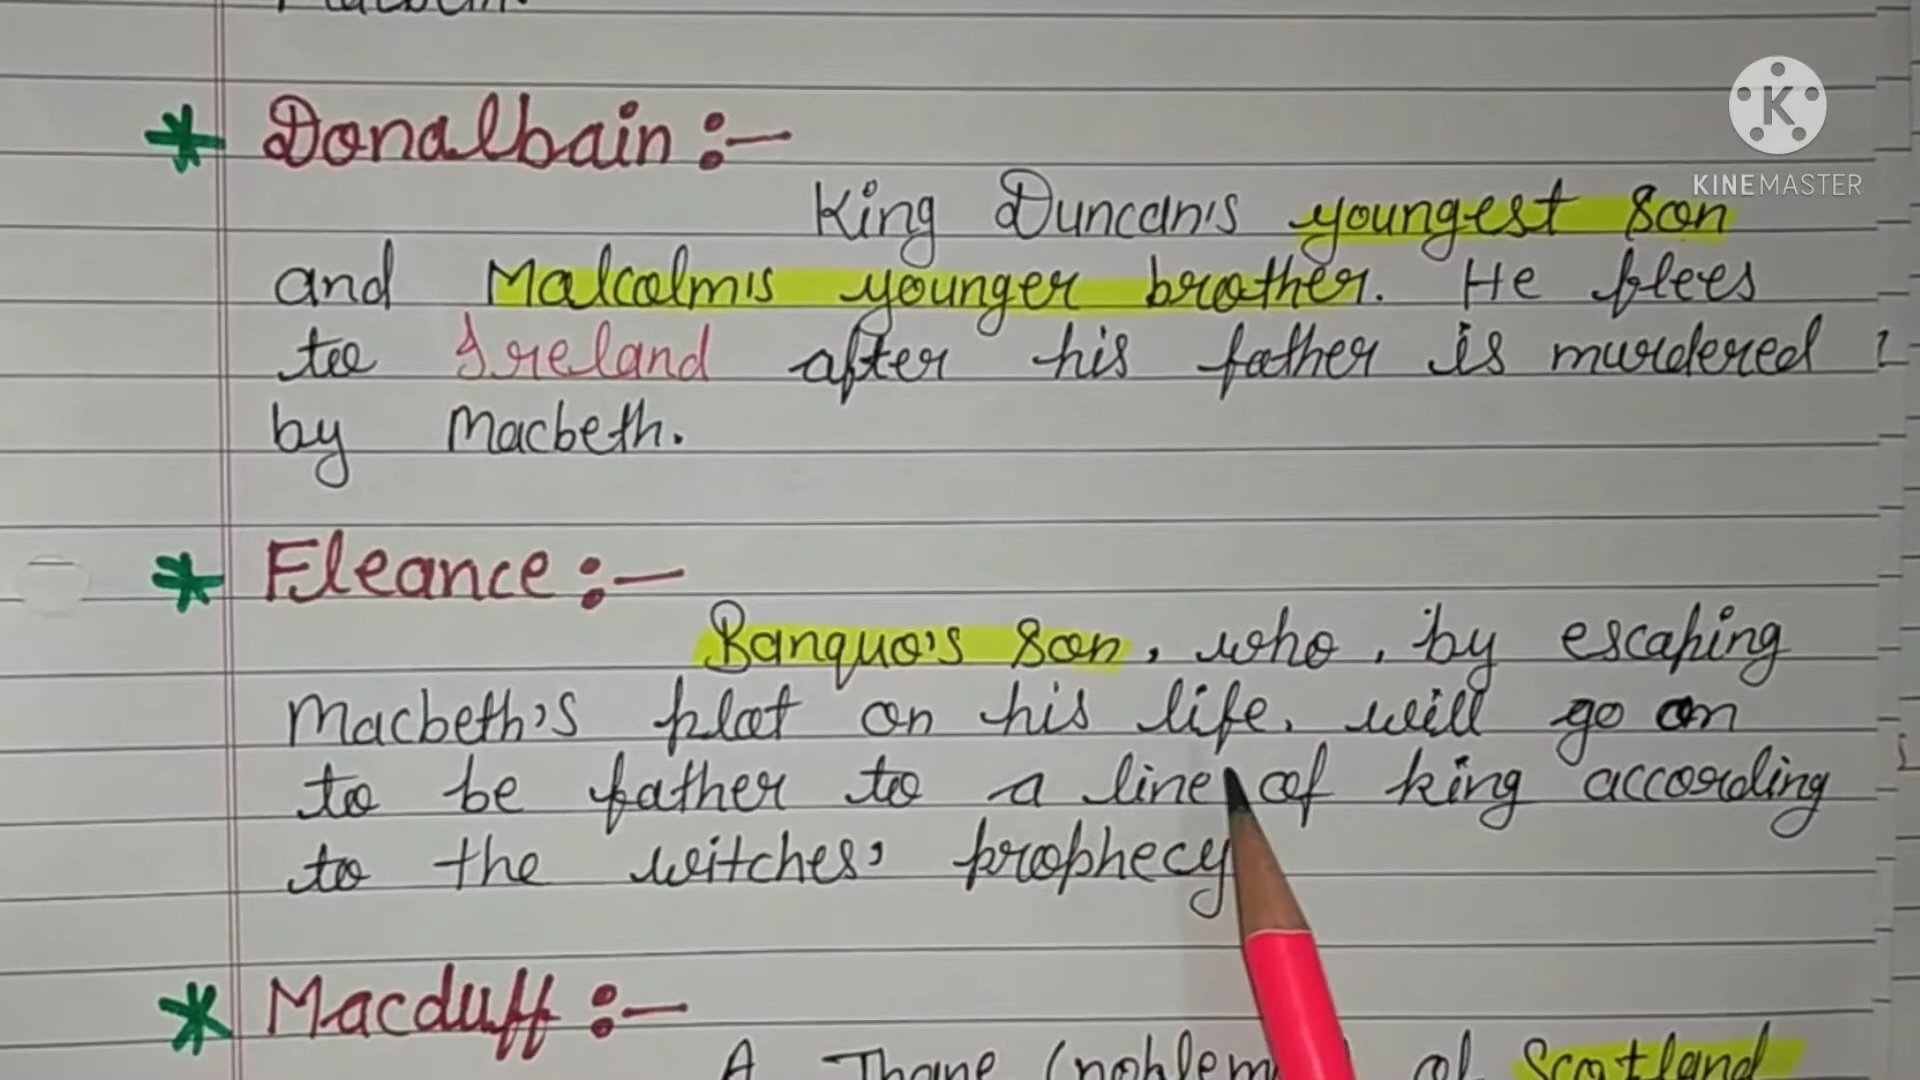 * Donalbain :-
King Duncan's youngest son
and Malcolm's younger brother. He flees
to Ireland after his father is murdered
by Macbeth.
* Fleance :-
Banquo's son, who, by escaping
Macbeth's plot on his life, will go on
to be father to a line of king according
to the witches' prophecy
* Macduff :-
A Thane of Scotland
K
KINEMASTER